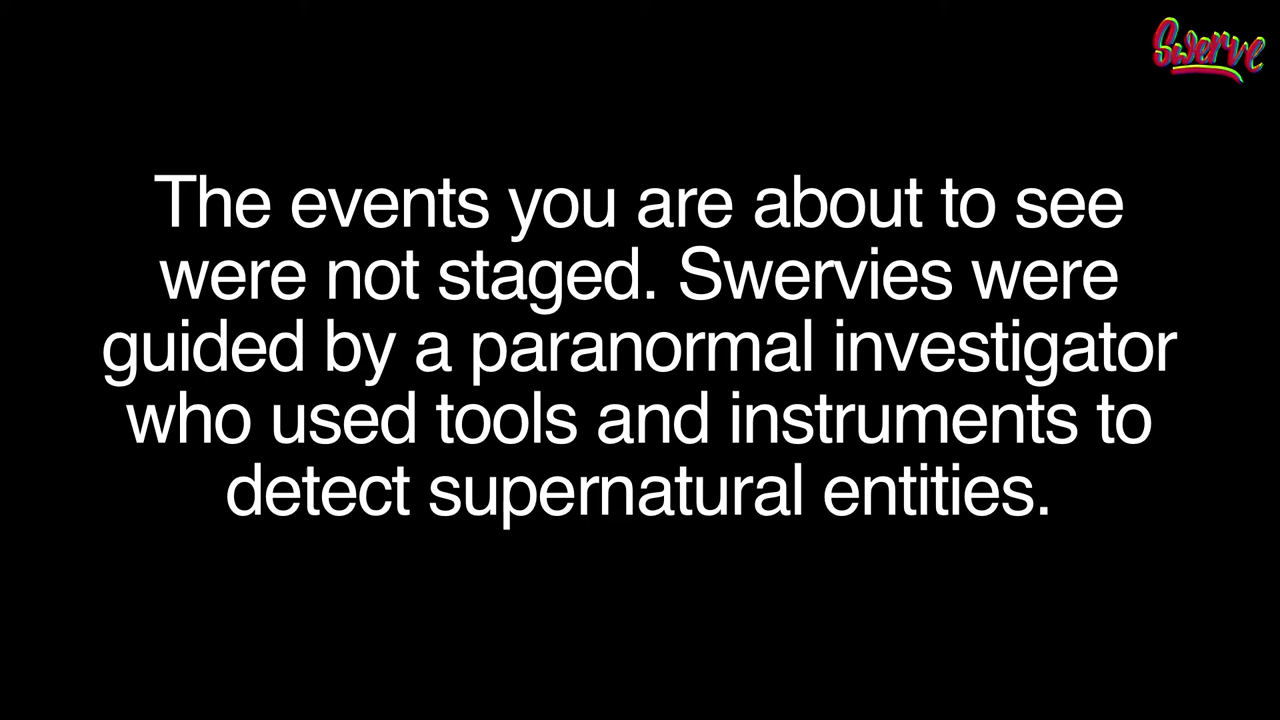 Swerve
The events you are about to see
were not staged. Swervies were
guided by a paranormal investigator
who used tools and instruments to
detect supernatural entities.